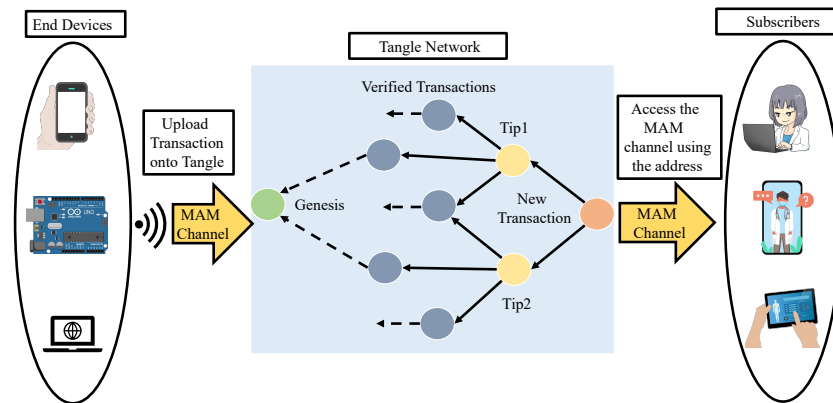 End Devices
Tangle Network
Subscribers
Upload
Transaction
onto Tangle
MAM
Channel
UNO
Verified Transactions
Tip1
Genesis
New
Transaction
Tip2
Access the
MAM
channel using
the address
MAM
Channel
?